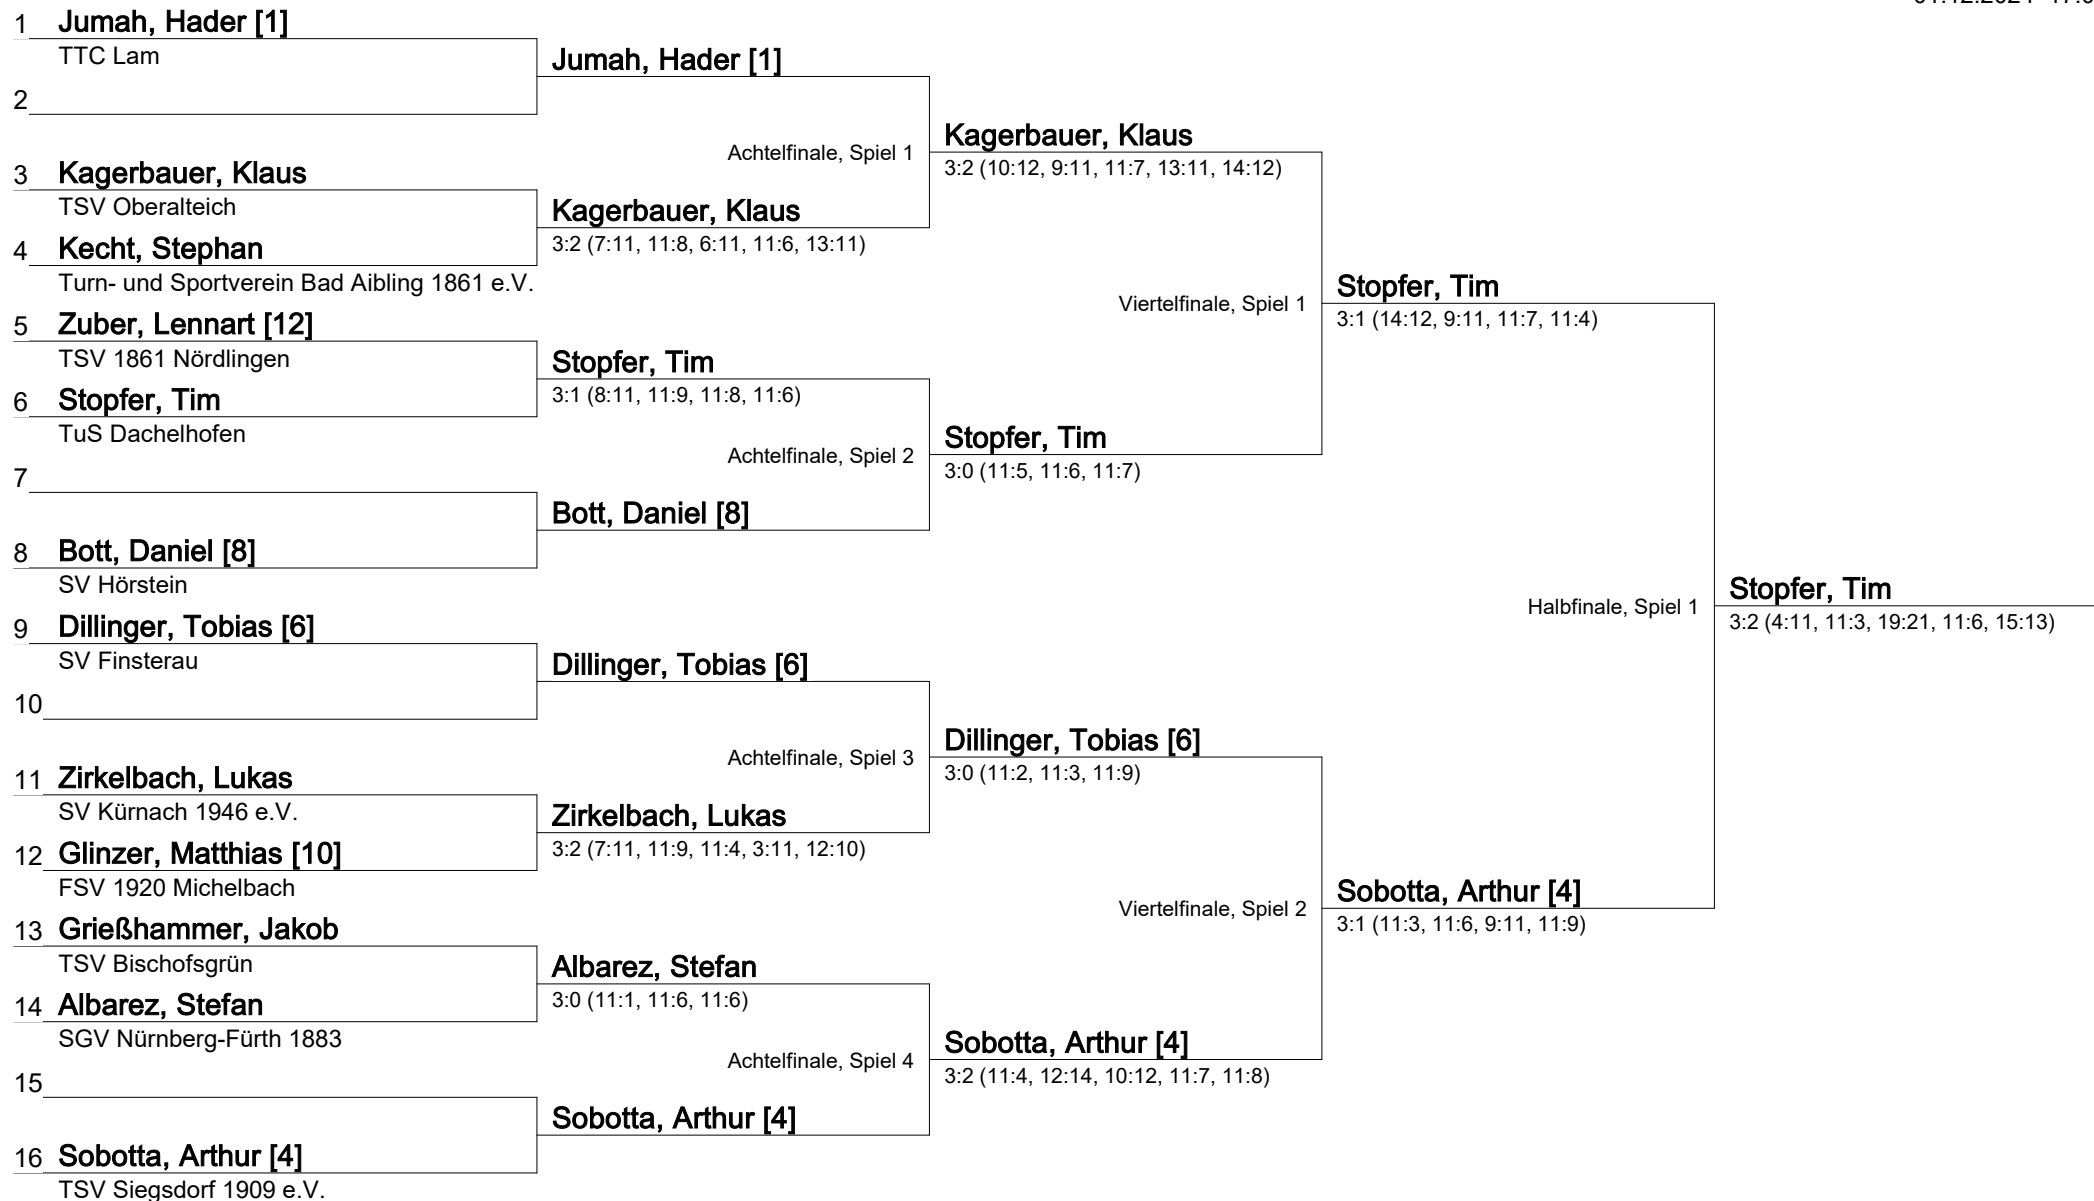 1 Jumah, Hader [1]
TTC Lam
Jumah, Hader [1]
2
Achtelfinale, Spiel 1
Kagerbauer, Klaus
3:2 (10:12, 9:11, 11:7, 13:11, 14:12)
3 Kagerbauer, Klaus
TSV Oberalteich
Kagerbauer, Klaus
3:2 (7:11, 11:8, 6:11, 11:6, 13:11)
4 Kecht, Stephan
Turn- und Sportverein Bad Aibling 1861 e.V.
Viertelfinale, Spiel 1
Stopfer, Tim
3:1 (14:12, 9:11, 11:7, 11:4)
5 Zuber, Lennart [12]
TSV 1861 Nördlingen
Stopfer, Tim
3:1 (8:11, 11:9, 11:8, 11:6)
6 Stopfer, Tim
TuS Dachelhofen
Achtelfinale, Spiel 2
Stopfer, Tim
3:0 (11:5, 11:6, 11:7)
7
Bott, Daniel [8]
8 Bott, Daniel [8]
SV Hörstein
Halbfinale, Spiel 1
Stopfer, Tim
3:2 (4:11, 11:3, 19:21, 11:6, 15:13)
9 Dillinger, Tobias [6]
SV Finsterau
Dillinger, Tobias [6]
10
Achtelfinale, Spiel 3
Dillinger, Tobias [6]
3:0 (11:2, 11:3, 11:9)
11 Zirkelbach, Lukas
SV Kürnach 1946 e.V.
Zirkelbach, Lukas
3:2 (7:11, 11:9, 11:4, 3:11, 12:10)
12 Glinzer, Matthias [10]
FSV 1920 Michelbach
Viertelfinale, Spiel 2
Sobotta, Arthur [4]
3:1 (11:3, 11:6, 9:11, 11:9)
13 Grießhammer, Jakob
TSV Bischofsgrün
Albarez, Stefan
3:0 (11:1, 11:6, 11:6)
14 Albarez, Stefan
SGV Nürnberg-Fürth 1883
Achtelfinale, Spiel 4
Sobotta, Arthur [4]
3:2 (11:4, 12:14, 10:12, 11:7, 11:8)
15
Sobotta, Arthur [4]
16 Sobotta, Arthur [4]
TSV Siegsdorf 1909 e.V.